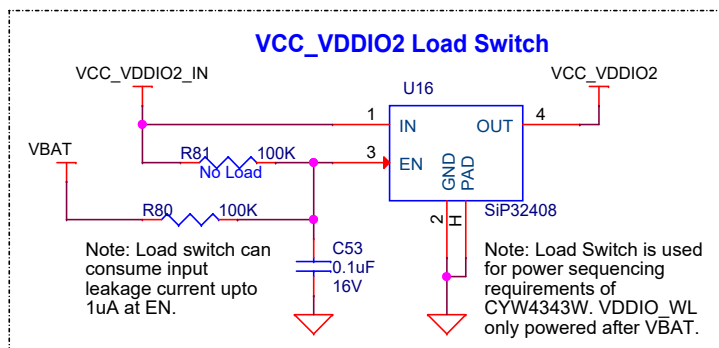 VCC_VDDIO2 Load Switch
VCC_VDDIO2_IN
VCC_VDDIO2
U16
1
IN
OUT
4
VBAT
R81
100K
No Load
3
EN
GND
PAD
R80
100K
2
H
SiP32408
C53
0.1uF
16V
Note: Load switch can
consume input
leakage current upto
1uA at EN.
Note: Load Switch is used
for power sequencing
requirements of
CYW4343W. VDDIO_WL
only powered after VBAT.